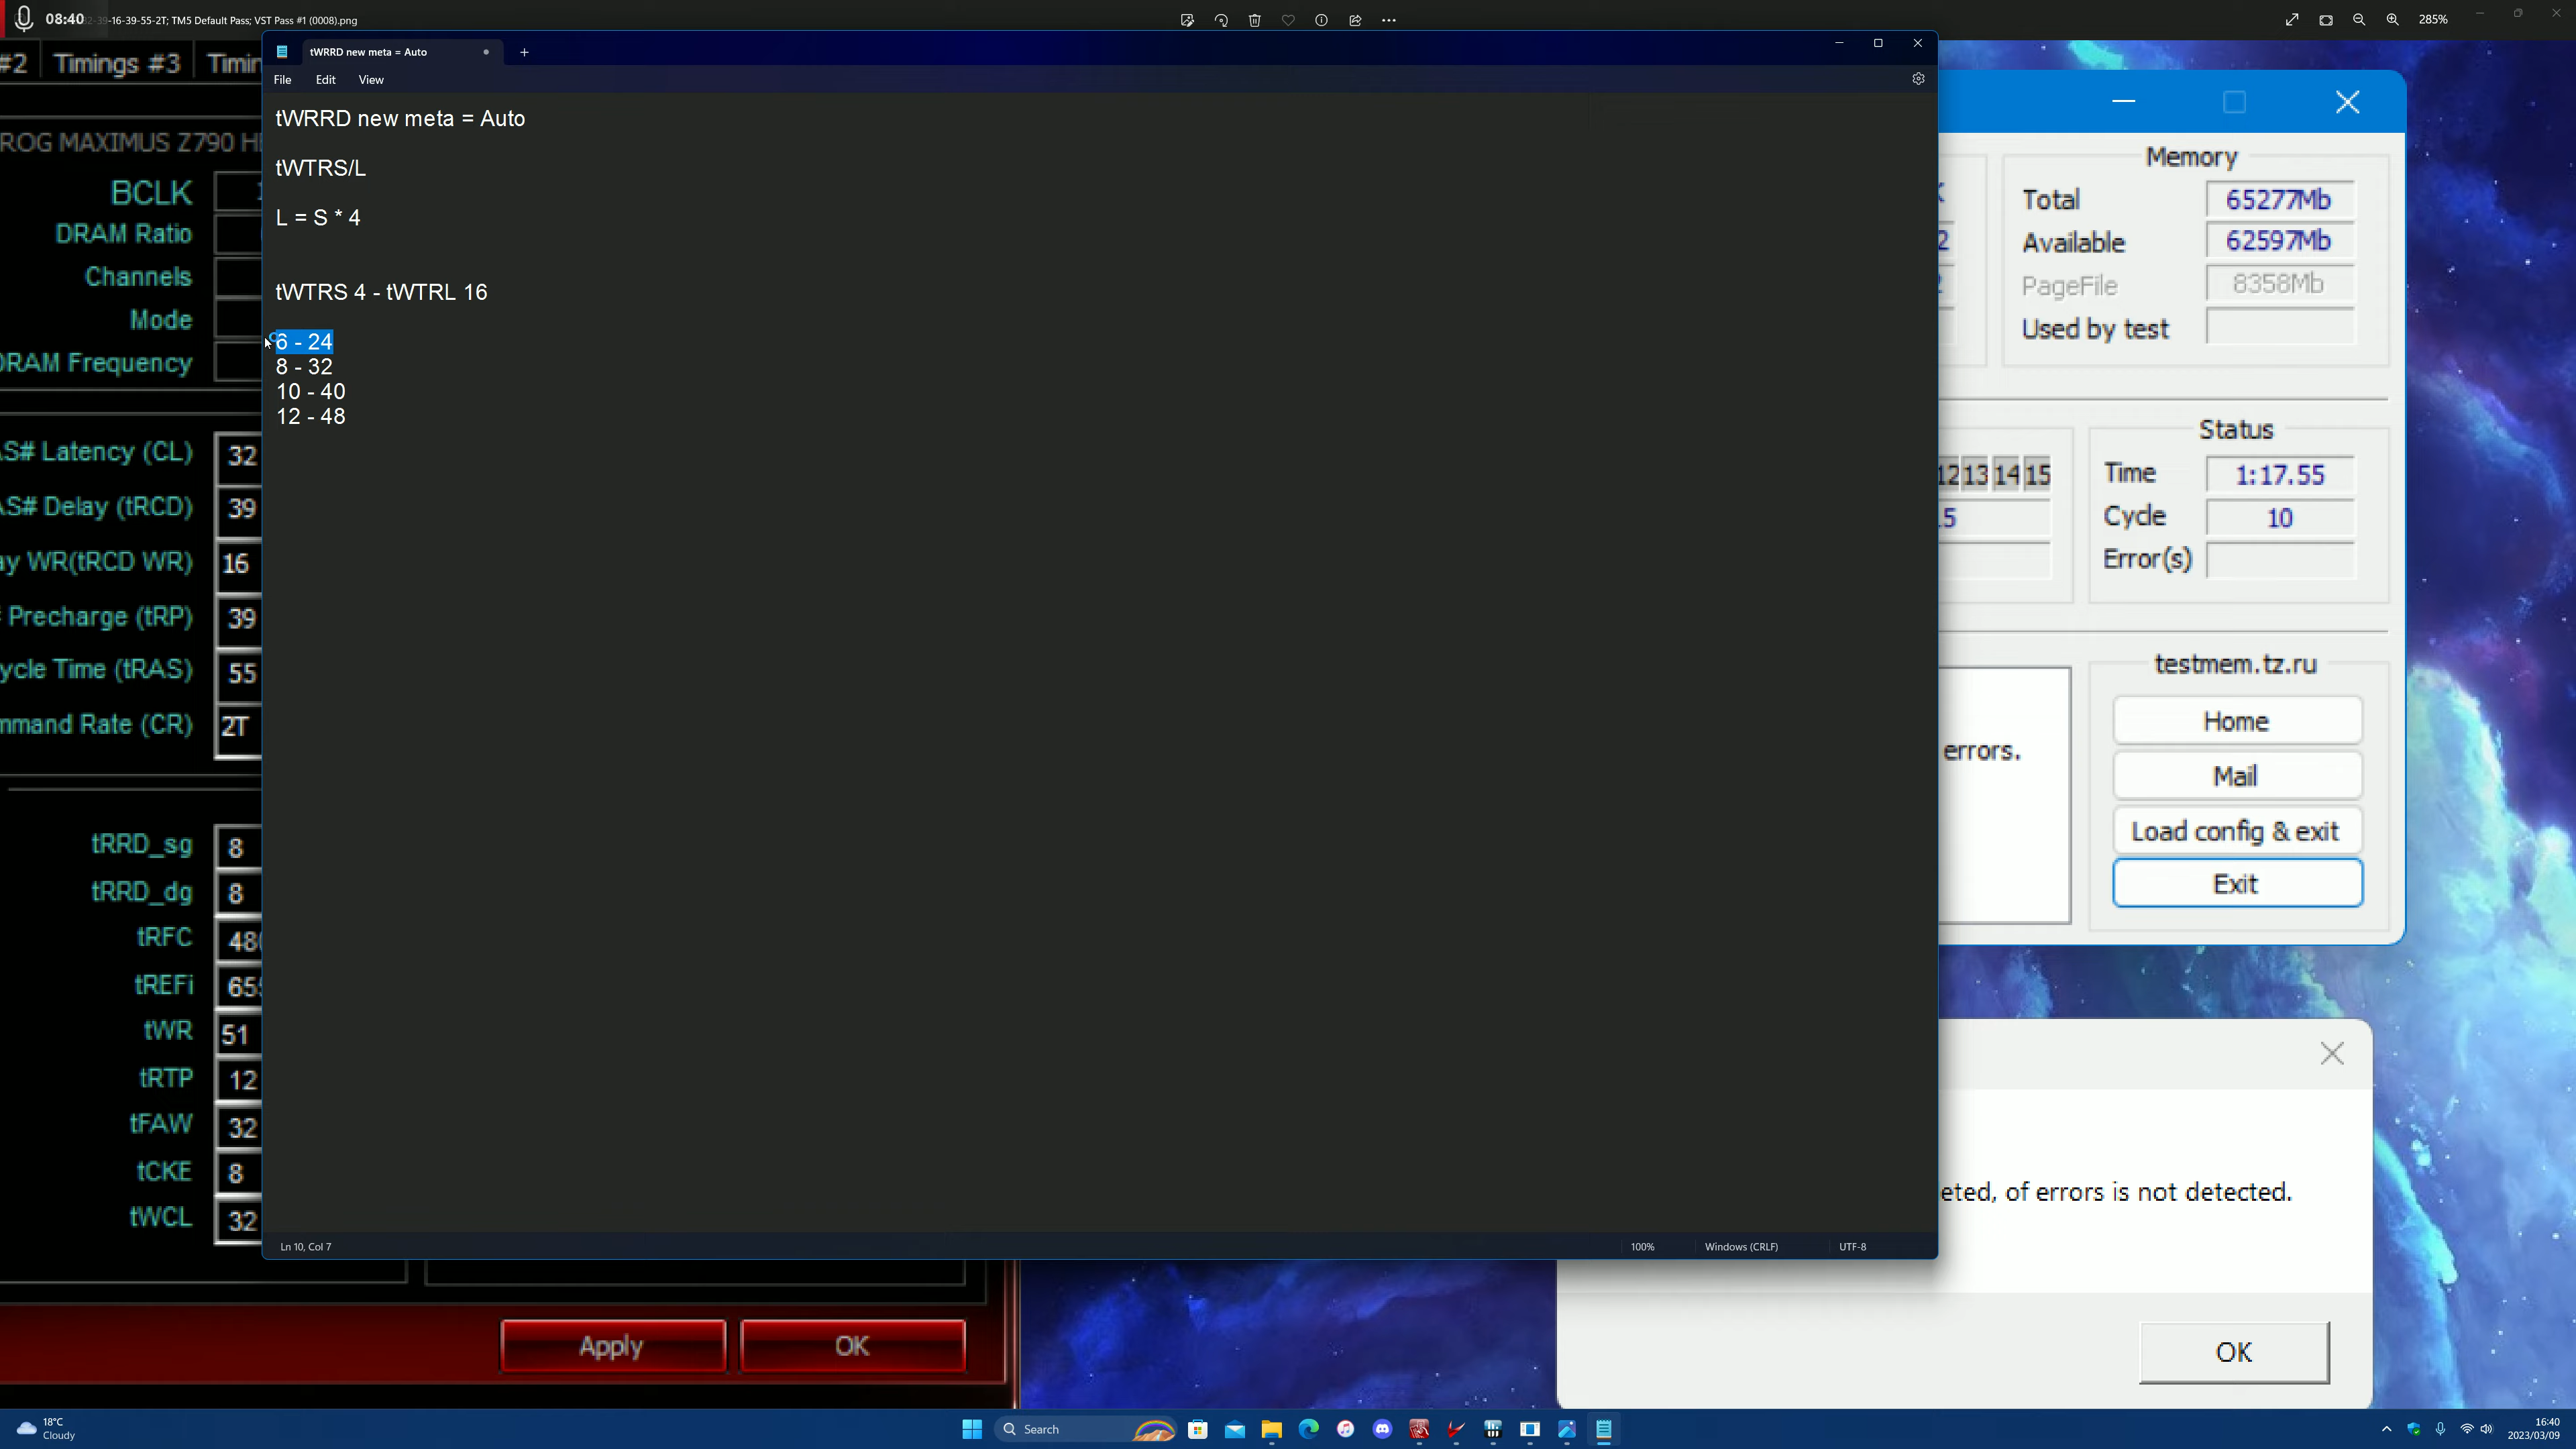 08:40
32-39-16-39-55-2T; TM5 Default Pass; VST Pass #1 (0008).png
285%
#2 Timings #3
tWRRD new meta = Auto
File Edit View
tWRRD new meta = Auto
tWTRS/L
L = S * 4
tWTRS 4 - tWTRL 16
6 - 24
8 - 32
10 - 40
12 - 48
Ln 10, Col 7
100%
Windows (CRLF)
UTF-8
ROG MAXIMUS Z790
BCLK
DRAM Ratio
Channels
Mode
DRAM Frequency
AS# Latency (CL) 32
AS# Delay (tRCD) 39
ay WR(tRCD WR) 16
# Precharge (tRP) 39
ycle Time (tRAS) 55
mmand Rate (CR) 2T
tRRD_sg 8
tRRD_dg 8
tRFC 480
tREFi 655
tWR 51
tRTP 12
tFAW 32
tCKE 8
tWCL 32
Apply
OK
Memory
Total 65277Mb
Available 62597Mb
PageFile 8358Mb
Used by test
Status
12 13 14 15
Time 1:17.55
Cycle 10
Error(s)
testmem.tz.ru
Home
Mail
Load config & exit
Exit
errors.
eted, of errors is not detected.
OK
18°C
Cloudy
Search
16:40
2023/03/09